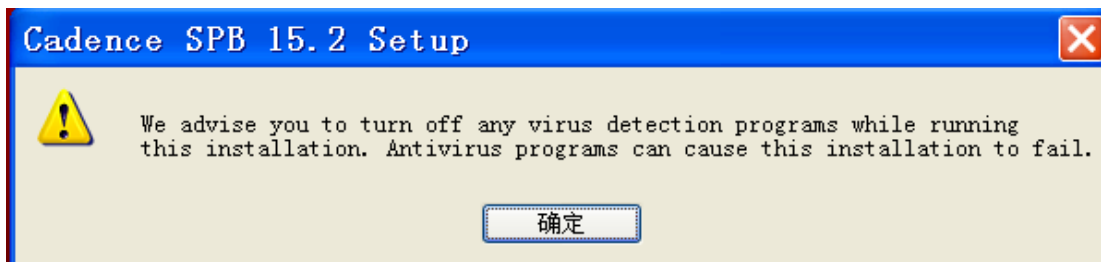 Cadence SPB 15.2 Setup
We advise you to turn off any virus detection programs while running
this installation. Antivirus programs can cause this installation to fail.
确定